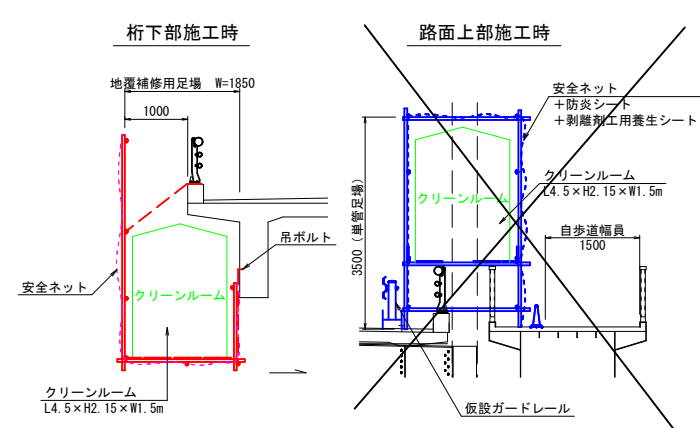 桁下部施工時
地覆補修用足場 W=1850
1000
吊ボルト
安全ネット
クリーンルーム
クリーンルーム
L4.5×H2.15×W1.5m
路面上部施工時
安全ネット
＋防炎シート
＋剥離剤工用養生シート
クリーンルーム
L4.5×H2.15×W1.5m
クリーンルーム
3500（単管足場）
自歩道幅員
1500
仮設ガードレール